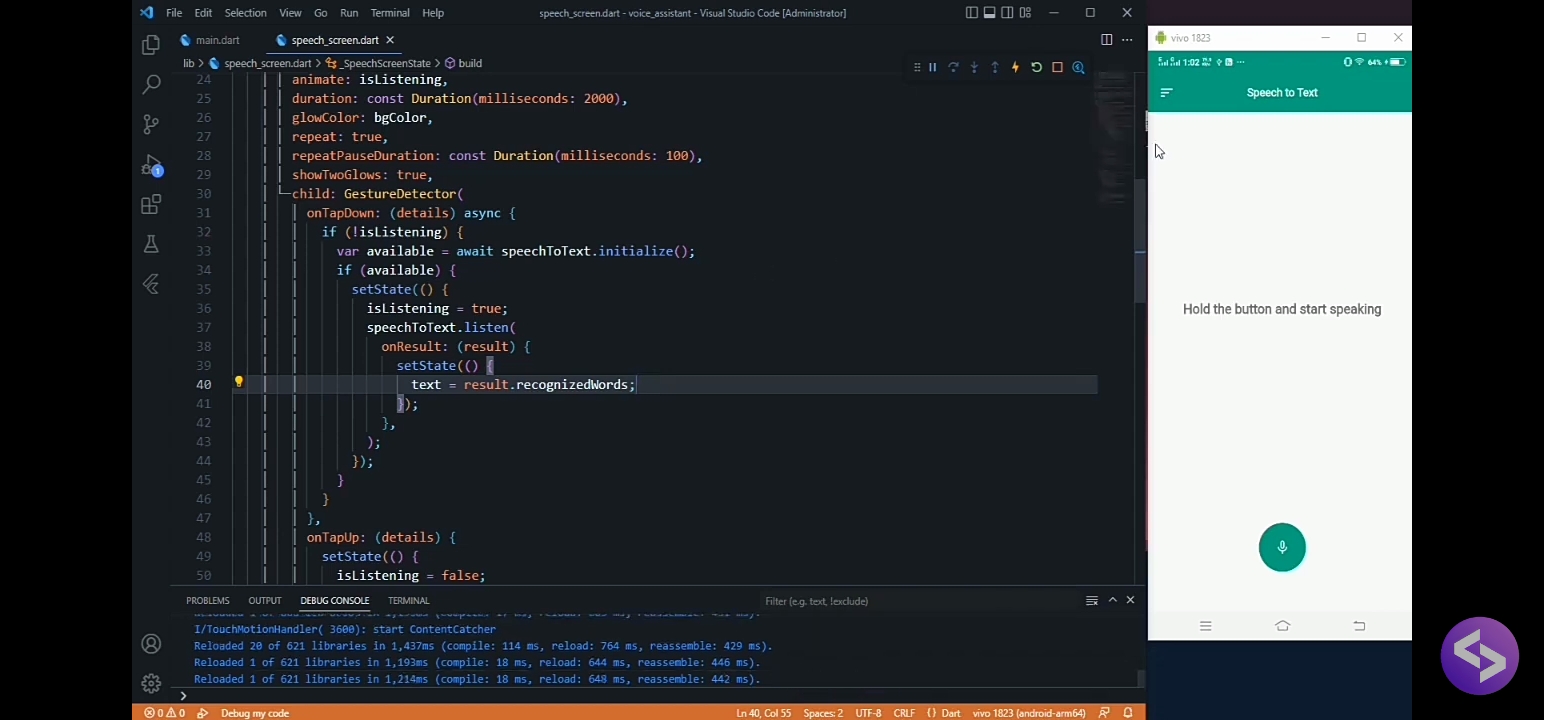 File Edit Selection View Go Run Terminal Help
speech_screen.dart - voice_assistant - Visual Studio Code [Administrator]
main.dart
speech_screen.dart
lib > speech_screen.dart > _SpeechScreenState > build
24 animate: isListening,
25 duration: const Duration(milliseconds: 2000),
26 glowColor: bgColor,
27 repeat: true,
28 repeatPauseDuration: const Duration(milliseconds: 100),
29 showTwoGlows: true,
30 child: GestureDetector(
31 onTapDown: (details) async {
32 if (!isListening) {
33 var available = await speechToText.initialize();
34 if (available) {
35 setState(() {
36 isListening = true;
37 speechToText.listen(
38 onResult: (result) {
39 setState(() {
40 text = result.recognizedWords;
41 });
42 },
43 );
44 });
45 }
46 }
47 },
48 onTapUp: (details) {
49 setState(() {
50 isListening = false;
1
PROBLEMS OUTPUT DEBUG CONSOLE TERMINAL
Filter (e.g. text, !exclude)
I/TouchMotionHandler( 3600): start ContentCatcher
Reloaded 20 of 621 libraries in 1,437ms (compile: 114 ms, reload: 764 ms, reassemble: 429 ms).
Reloaded 1 of 621 libraries in 1,193ms (compile: 18 ms, reload: 644 ms, reassemble: 446 ms).
Reloaded 1 of 621 libraries in 1,214ms (compile: 18 ms, reload: 648 ms, reassemble: 442 ms).
>
0 0 Debug my code
Ln 40, Col 55 Spaces: 2 UTF-8 CRLF {} Dart vivo 1823 (android-arm64)
vivo 1823
1:02
64%
Speech to Text
Hold the button and start speaking